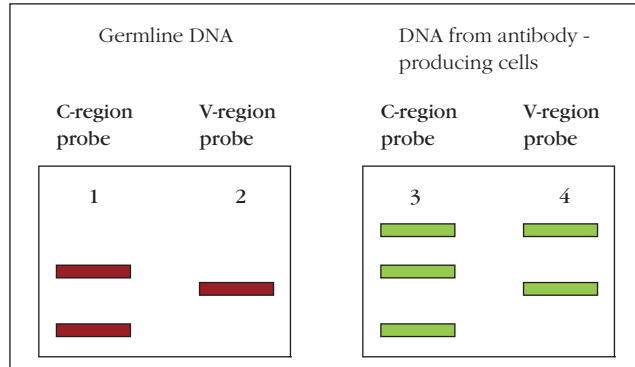 Germline DNA
DNA from antibody -
producing cells
C-region
probe
V-region
probe
C-region
probe
V-region
probe
1
2
3
4